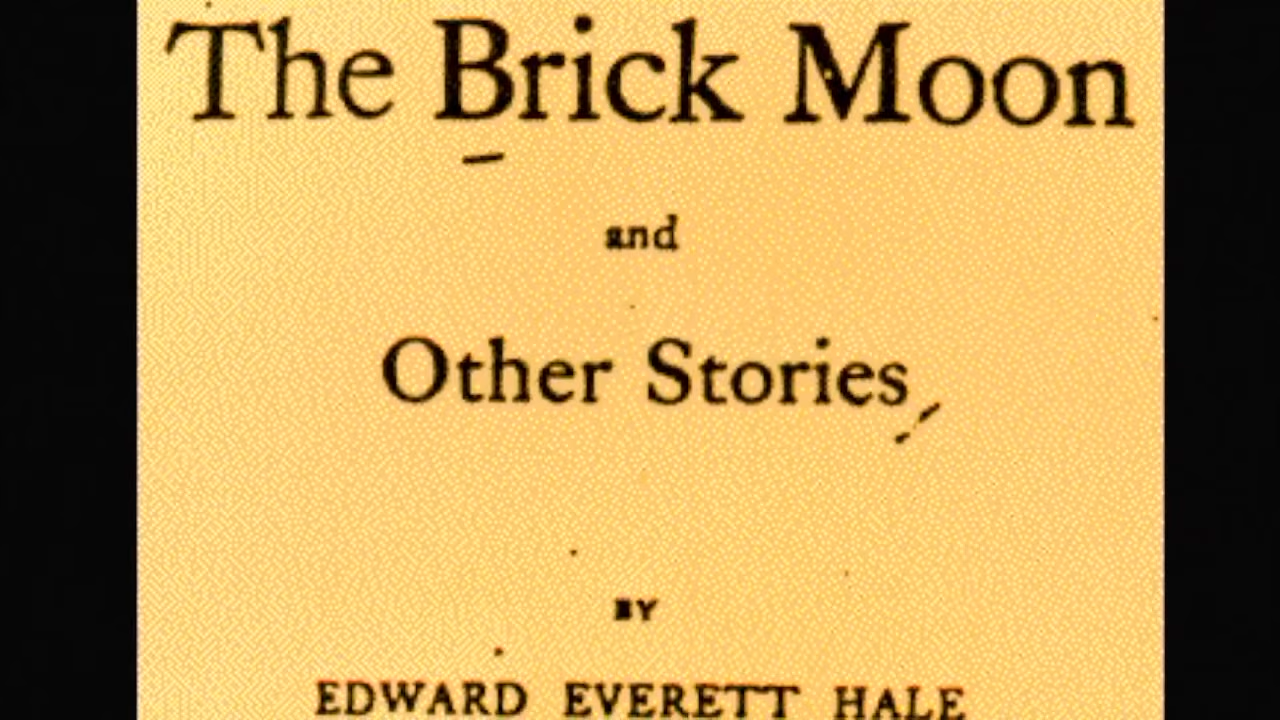 The Brick Moon
and
Other Stories
BY
EDWARD EVERETT HALE